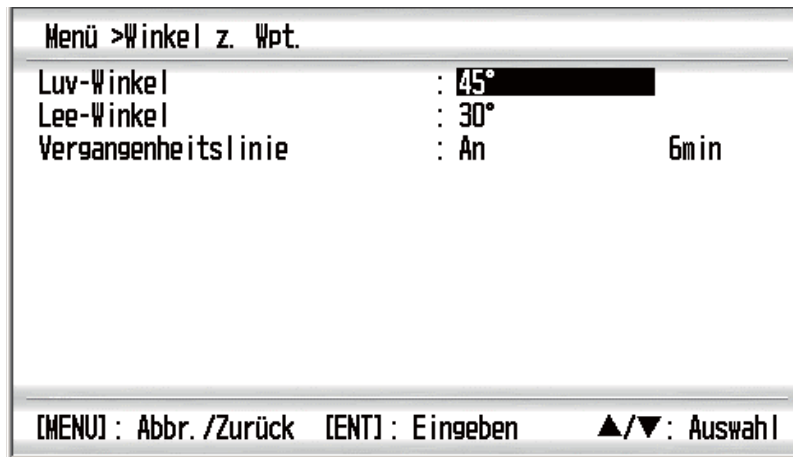 Menü >Winkel z. Wpt.
Luv-Winkel : 45°
Lee-Winkel : 30°
Vergangenheitslinie : An 6min
[MENU] : Abbr./Zurück [ENT] : Eingeben ▲/▼ : Auswahl